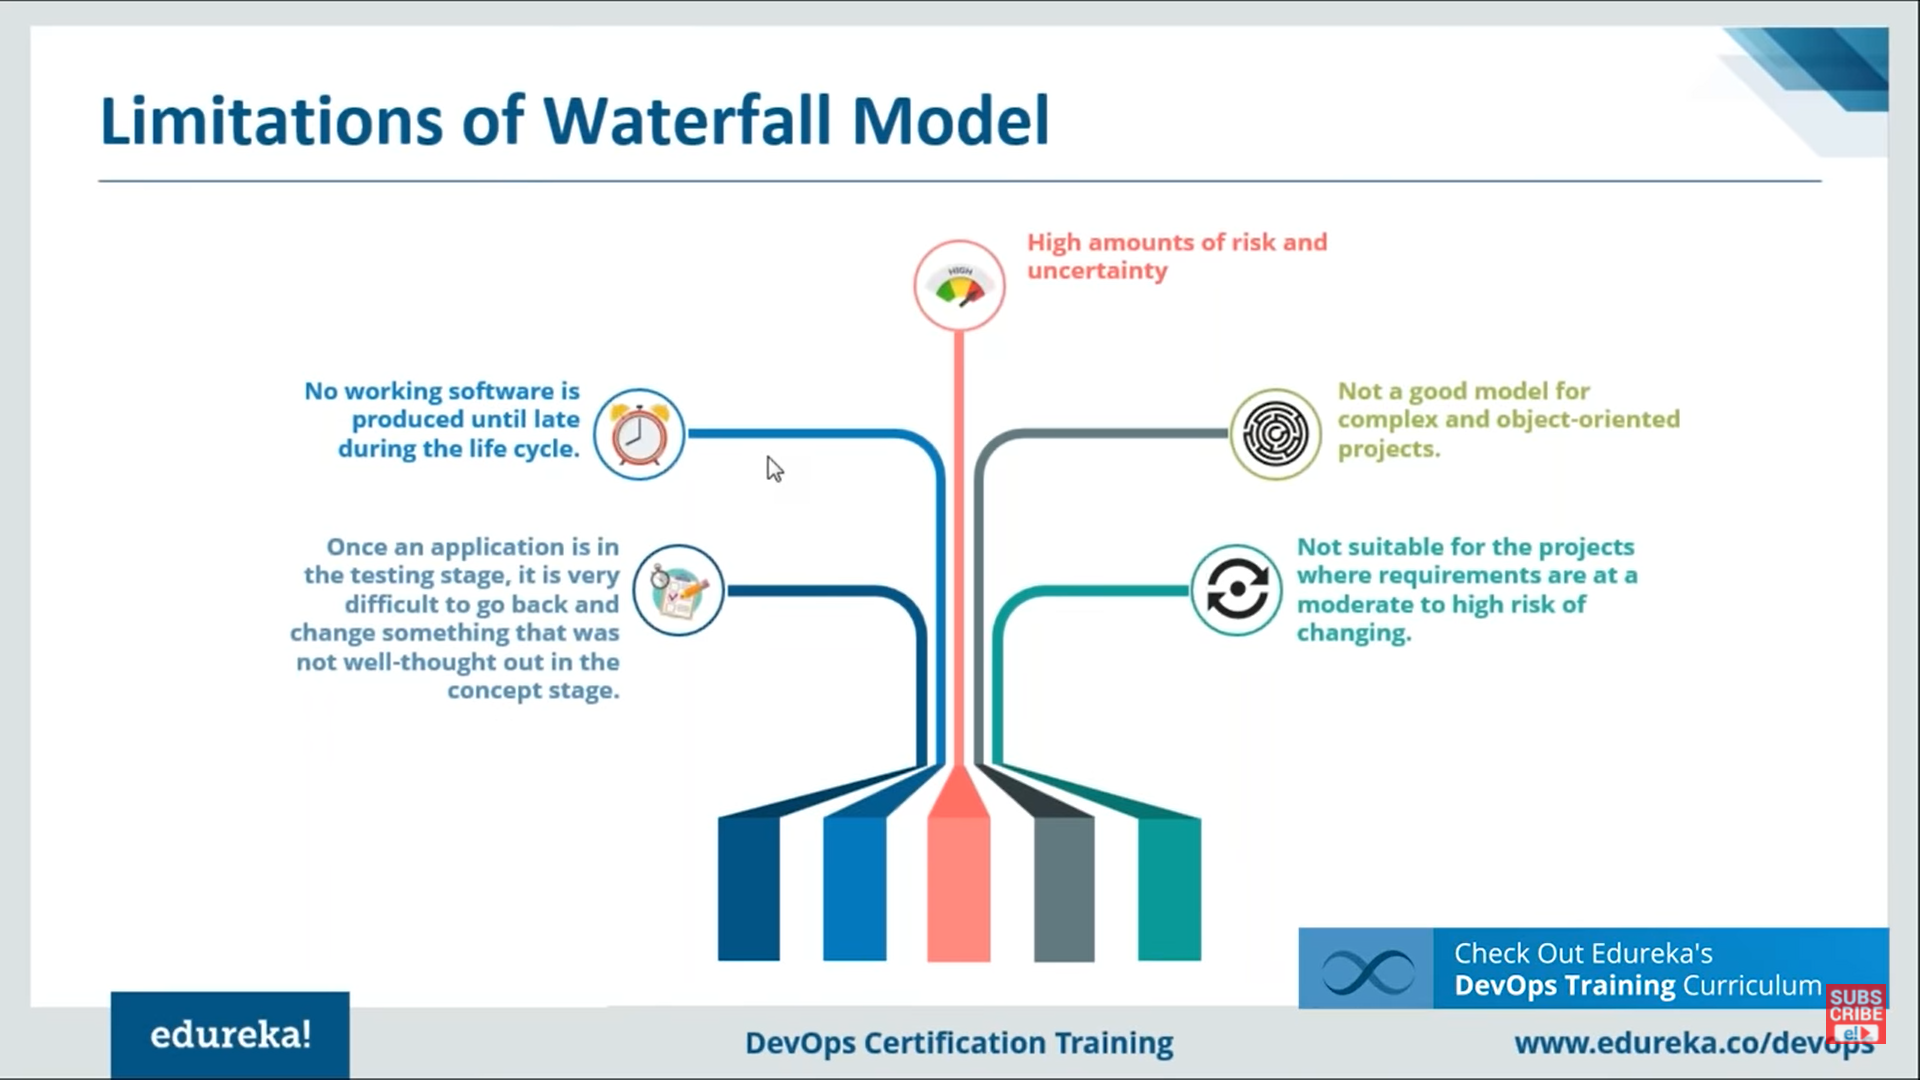 Limitations of Waterfall Model
HIGH
High amounts of risk and
uncertainty
No working software is
produced until late
during the life cycle.
Not a good model for
complex and object-oriented
projects.
Once an application is in
the testing stage, it is very
difficult to go back and
change something that was
not well-thought out in the
concept stage.
Not suitable for the projects
where requirements are at a
moderate to high risk of
changing.
Check Out Edureka's
DevOps Training Curriculum
edureka!
DevOps Certification Training
www.edureka.co/devops
SUBS
CRIBE
e!